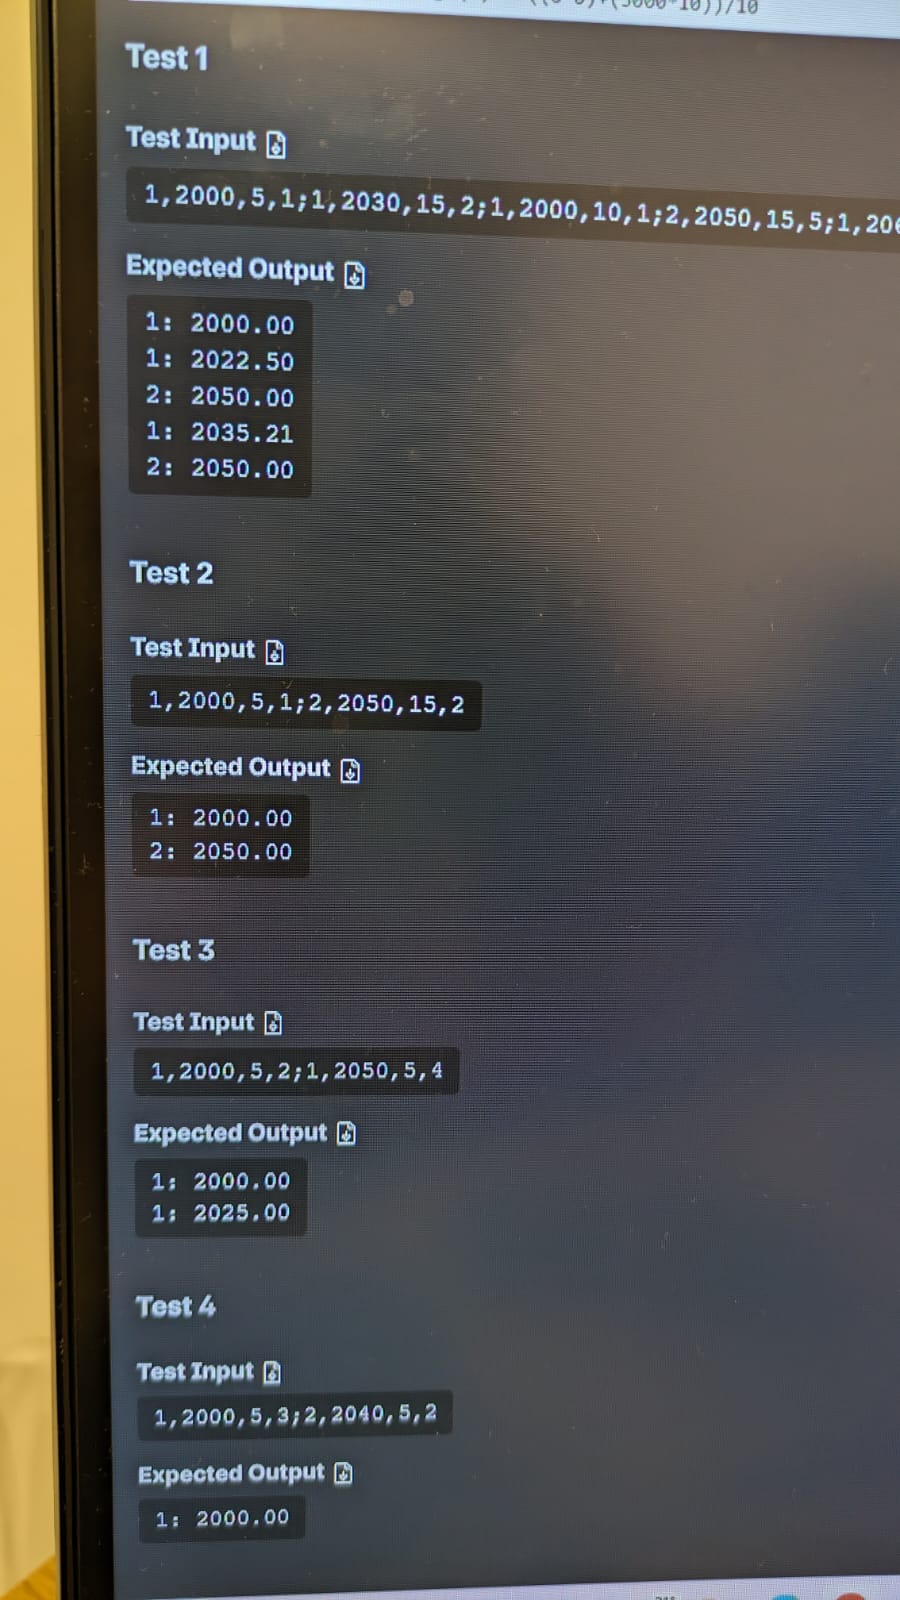 Test 1
Test Input
1,2000,5,1;1,2030,15,2;1,2000,10,1;2,2050,15,5;1,206
Expected Output
1: 2000.00
1: 2022.50
2: 2050.00
1: 2035.21
2: 2050.00
Test 2
Test Input
1,2000,5,1;2,2050,15,2
Expected Output
1: 2000.00
2: 2050.00
Test 3
Test Input
1,2000,5,2;1,2050,5,4
Expected Output
1: 2000.00
1: 2025.00
Test 4
Test Input
1,2000,5,3;2,2040,5,2
Expected Output
1: 2000.00